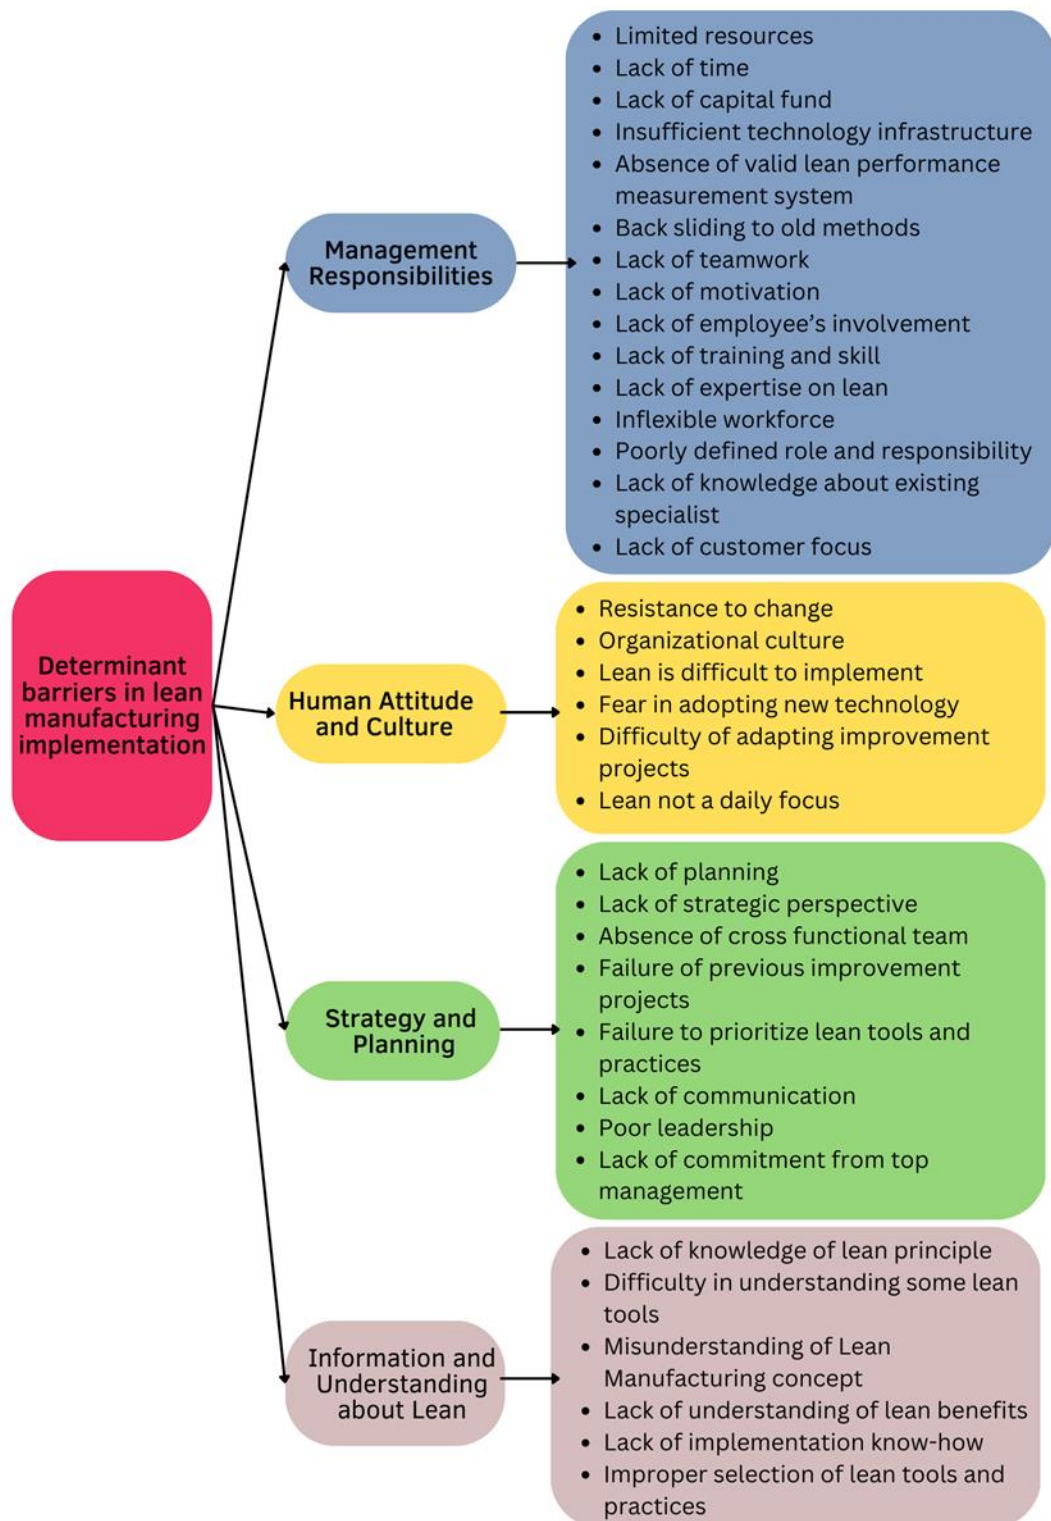 Determinant
barriers in lean
manufacturing
implementation
Management
Responsibilities
• Limited resources
• Lack of time
• Lack of capital fund
• Insufficient technology infrastructure
• Absence of valid lean performance
measurement system
• Back sliding to old methods
• Lack of teamwork
• Lack of motivation
• Lack of employee’s involvement
• Lack of training and skill
• Lack of expertise on lean
• Inflexible workforce
• Poorly defined role and responsibility
• Lack of knowledge about existing
specialist
• Lack of customer focus
Human Attitude
and Culture
• Resistance to change
• Organizational culture
• Lean is difficult to implement
• Fear in adopting new technology
• Difficulty of adapting improvement
projects
• Lean not a daily focus
Strategy and
Planning
• Lack of planning
• Lack of strategic perspective
• Absence of cross functional team
• Failure of previous improvement
projects
• Failure to prioritize lean tools and
practices
• Lack of communication
• Poor leadership
• Lack of commitment from top
management
Information and
Understanding
about Lean
• Lack of knowledge of lean principle
• Difficulty in understanding some lean
tools
• Misunderstanding of Lean
Manufacturing concept
• Lack of understanding of lean benefits
• Lack of implementation know-how
• Improper selection of lean tools and
practices